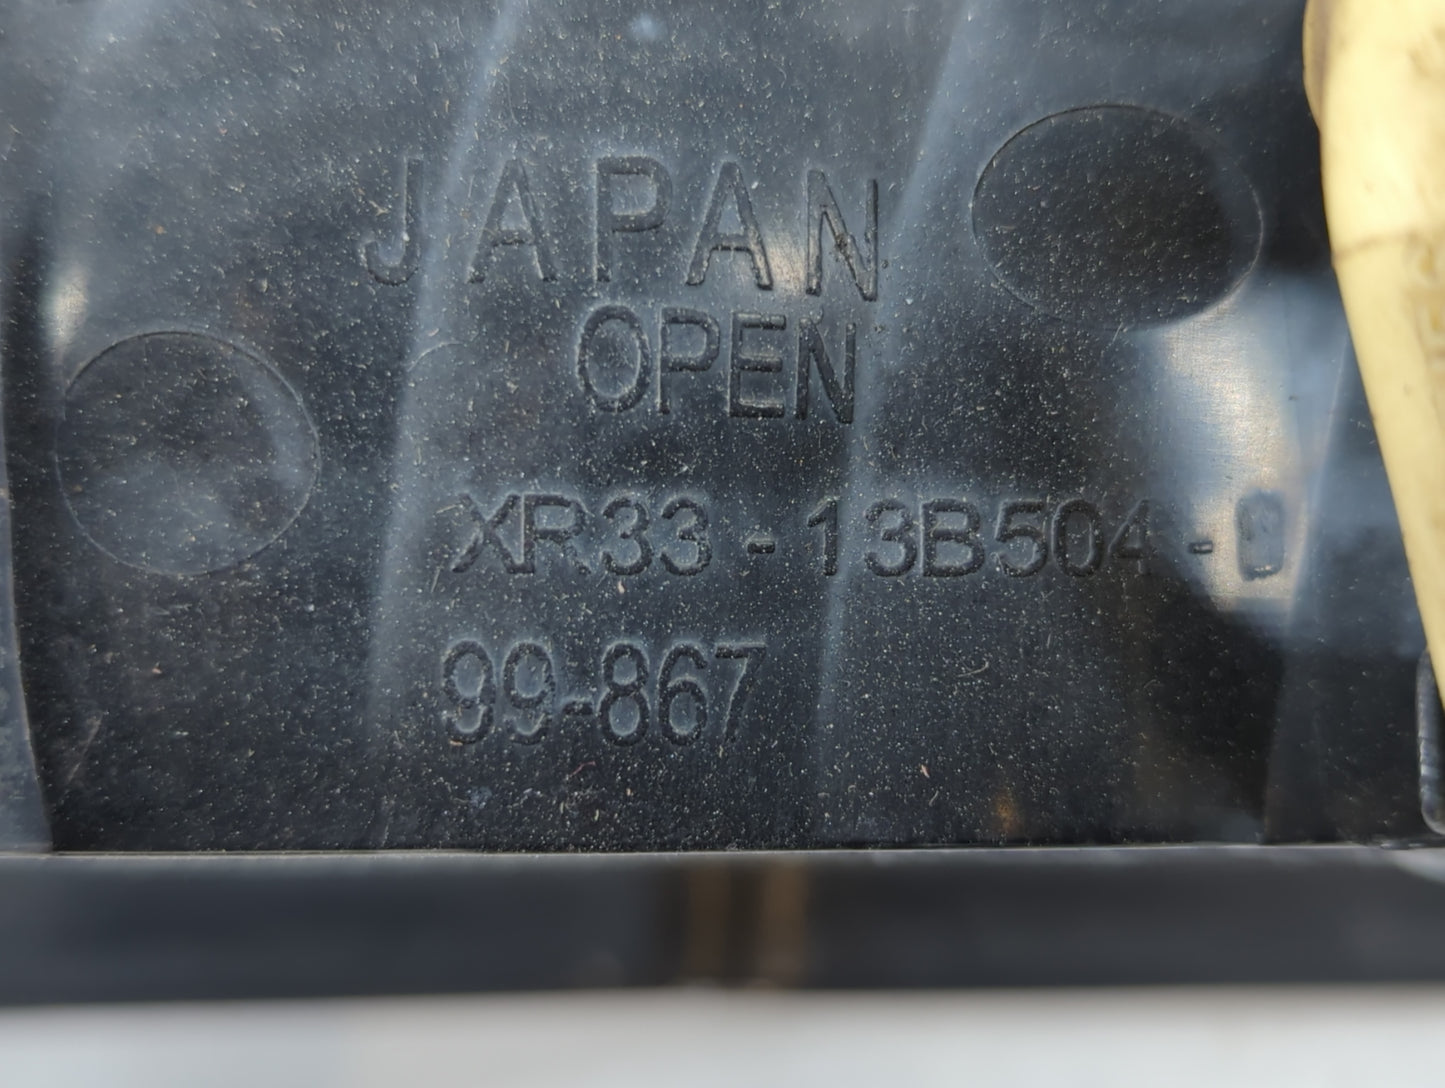 JAPAN
OPEN
XR33-13B504-
99-867